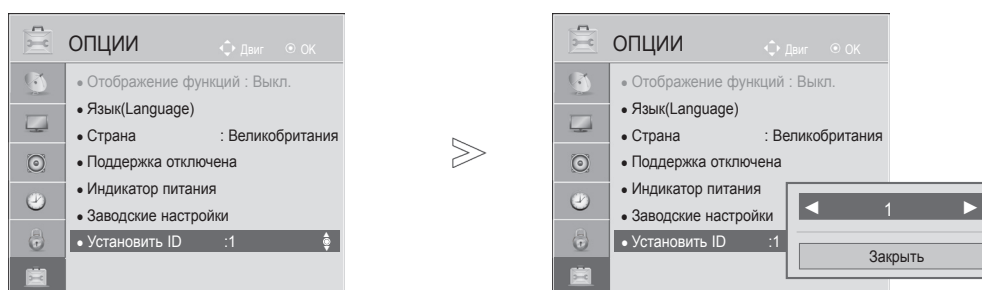 ОПЦИИ
Двиг ОК
• Отображение функций : Выкл.
• Язык(Language)
• Страна : Великобритания
• Поддержка отключена
• Индикатор питания
• Заводские настройки
• Установить ID :1
ОПЦИИ
Двиг ОК
• Отображение функций : Выкл.
• Язык(Language)
• Страна : Великобритания
• Поддержка отключена
• Индикатор питания
• Заводские настройки
• Установить ID :1
◄ 1 ►
Закрыть